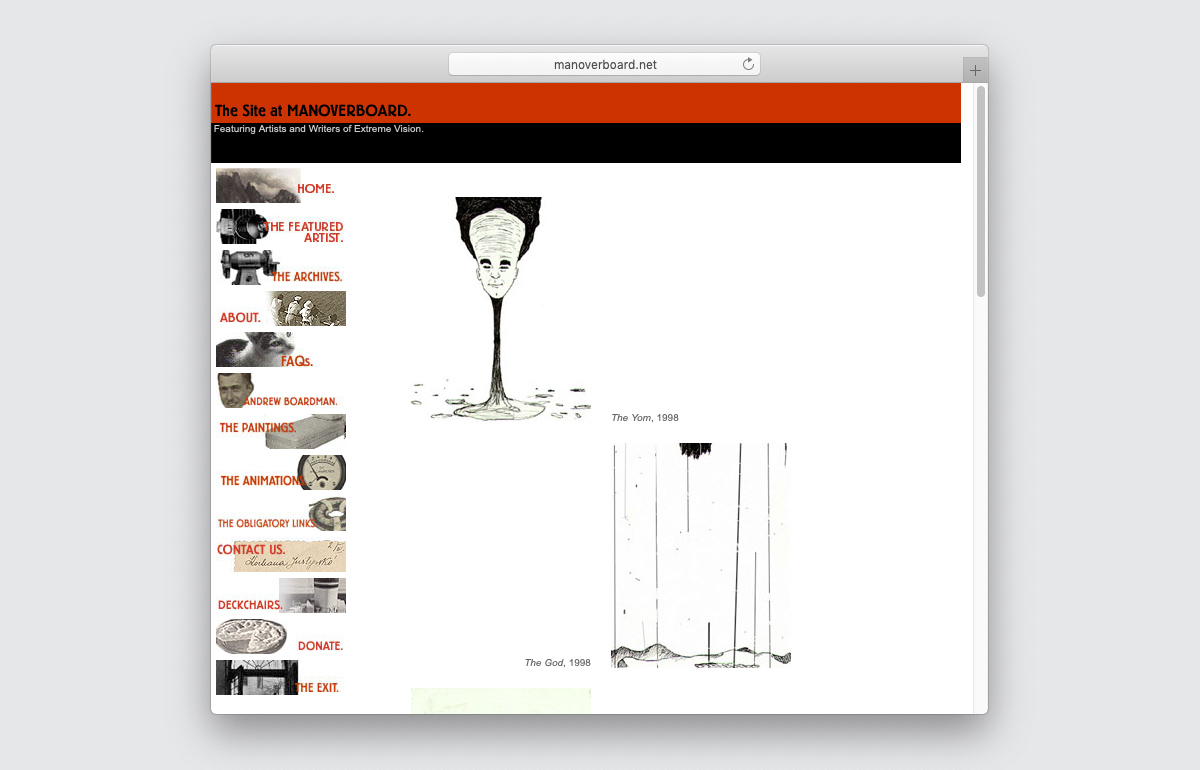 manoverboard.net
The Site at MANOVERBOARD.
Featuring Artists and Writers of Extreme Vision.
HOME.
THE FEATURED
ARTIST.
THE ARCHIVES.
ABOUT.
FAQs.
ANDREW BOARDMAN.
THE PAINTINGS.
THE ANIMATION
THE OBLIGATORY LINKS.
CONTACT US.
DECKCHAIRS.
DONATE.
THE EXIT.
The Yom, 1998
The God, 1998